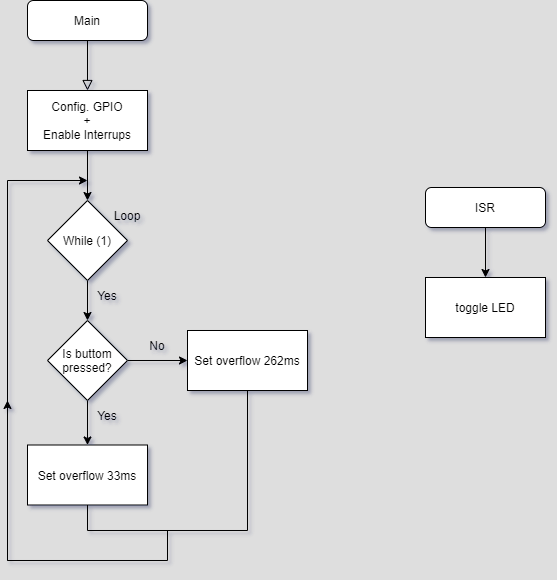 Main
Config. GPIO
+
Enable Interrups
Loop
While (1)
Yes
Is buttom
pressed?
No
Set overflow 262ms
Yes
Set overflow 33ms
ISR
toggle LED